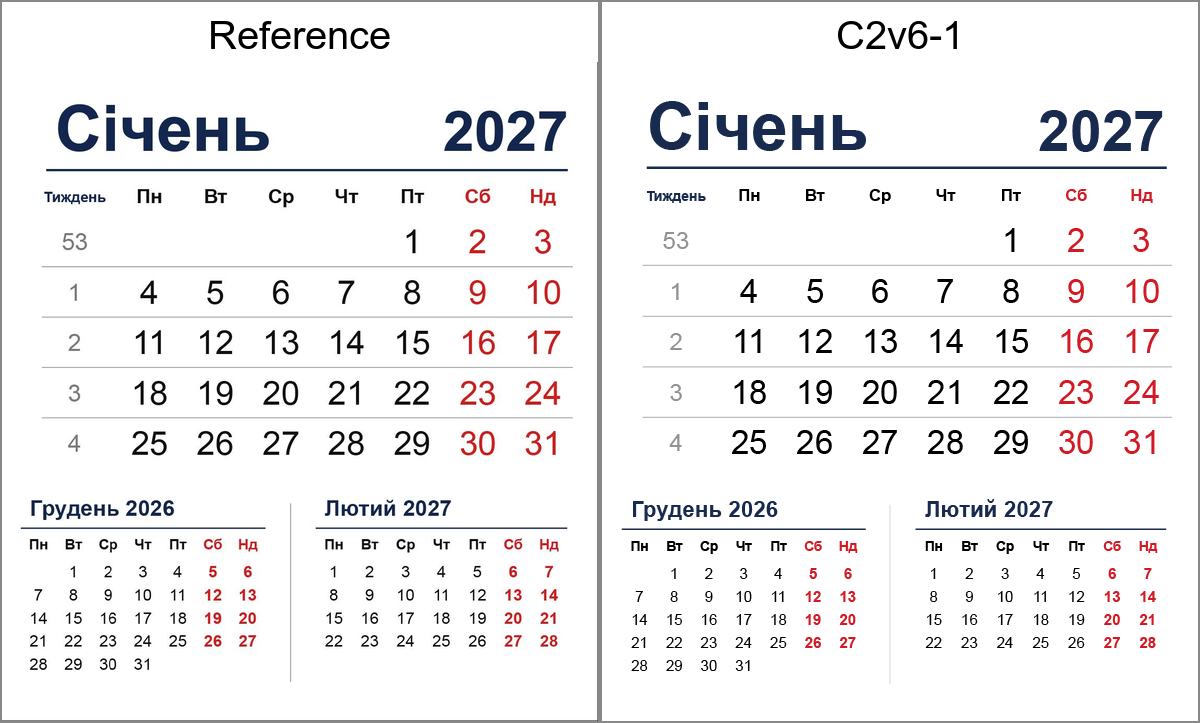 Reference
Січень 2027
Тиждень Пн Вт Ср Чт Пт Сб Нд
53 1 2 3
1 4 5 6 7 8 9 10
2 11 12 13 14 15 16 17
3 18 19 20 21 22 23 24
4 25 26 27 28 29 30 31
Грудень 2026
Пн Вт Ср Чт Пт Сб Нд
1 2 3 4 5 6
7 8 9 10 11 12 13
14 15 16 17 18 19 20
21 22 23 24 25 26 27
28 29 30 31
Лютий 2027
Пн Вт Ср Чт Пт Сб Нд
1 2 3 4 5 6 7
8 9 10 11 12 13 14
15 16 17 18 19 20 21
22 23 24 25 26 27 28
C2v6-1
Січень 2027
Тиждень Пн Вт Ср Чт Пт Сб Нд
53 1 2 3
1 4 5 6 7 8 9 10
2 11 12 13 14 15 16 17
3 18 19 20 21 22 23 24
4 25 26 27 28 29 30 31
Грудень 2026
Пн Вт Ср Чт Пт Сб Нд
1 2 3 4 5 6
7 8 9 10 11 12 13
14 15 16 17 18 19 20
21 22 23 24 25 26 27
28 29 30 31
Лютий 2027
Пн Вт Ср Чт Пт Сб Нд
1 2 3 4 5 6 7
8 9 10 11 12 13 14
15 16 17 18 19 20 21
22 23 24 25 26 27 28